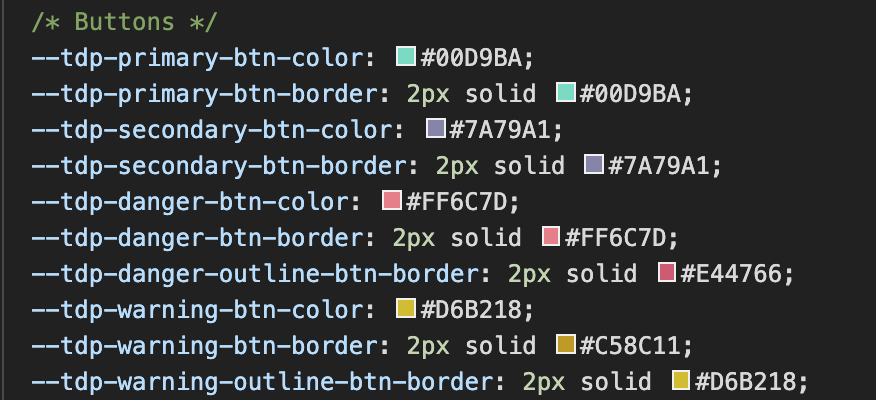 /* Buttons */
--tdp-primary-btn-color: #00D9BA;
--tdp-primary-btn-border: 2px solid #00D9BA;
--tdp-secondary-btn-color: #7A79A1;
--tdp-secondary-btn-border: 2px solid #7A79A1;
--tdp-danger-btn-color: #FF6C7D;
--tdp-danger-btn-border: 2px solid #FF6C7D;
--tdp-danger-outline-btn-border: 2px solid #E44766;
--tdp-warning-btn-color: #D6B218;
--tdp-warning-btn-border: 2px solid #C58C11;
--tdp-warning-outline-btn-border: 2px solid #D6B218;